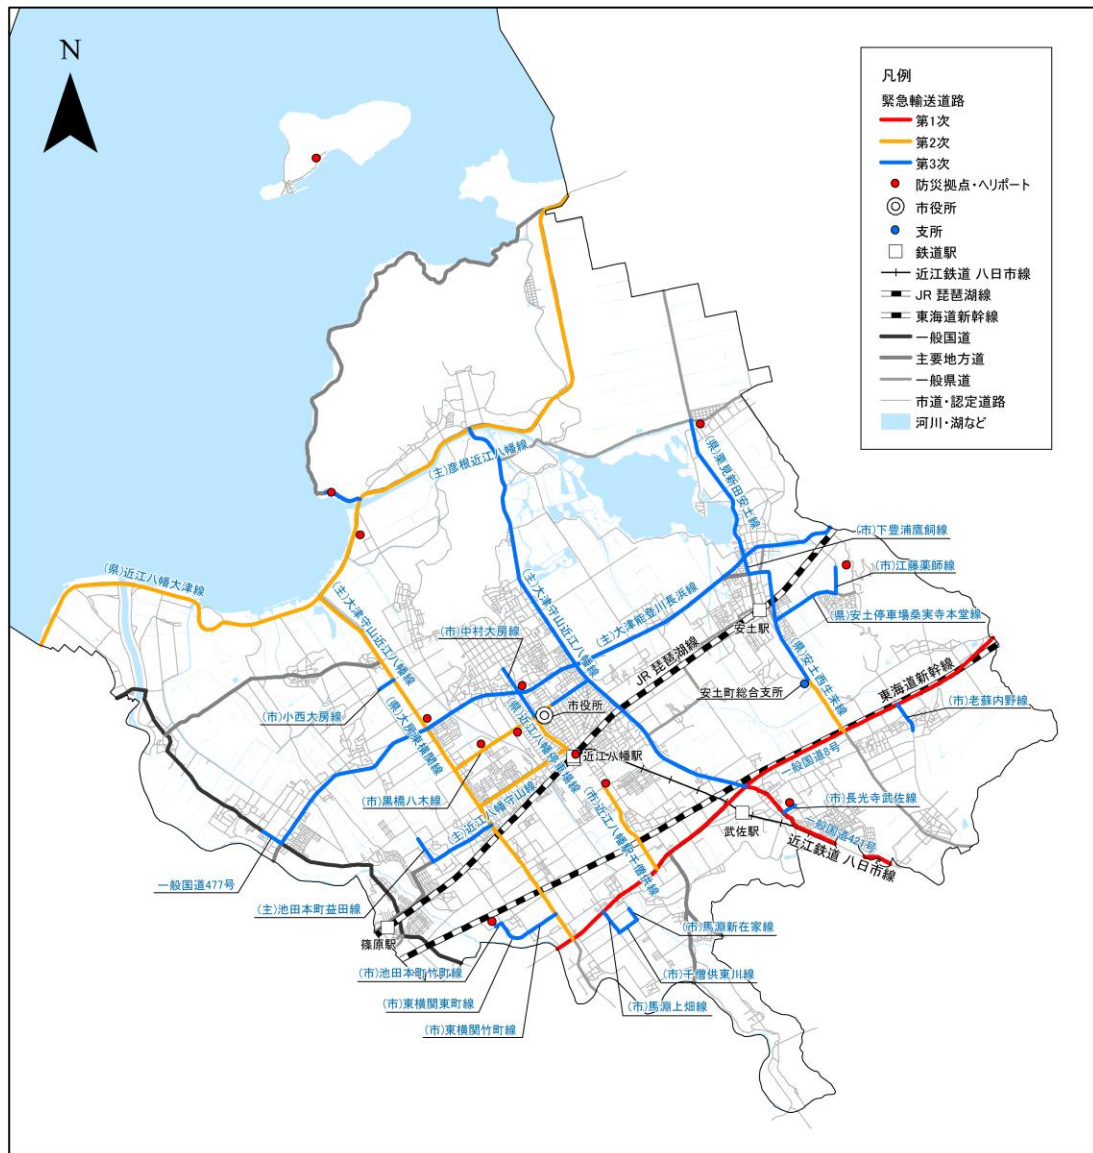 N
凡例
緊急輸送道路
第1次
第2次
第3次
防災拠点・ヘリポート
市役所
支所
鉄道駅
近江鉄道 八日市線
JR 琵琶湖線
東海道新幹線
一般国道
主要地方道
一般県道
市道・認定道路
河川・湖など
(主)彦根近江八幡線
(県)栗見新田安土線
(市)下豊浦鷹飼線
(市)江藤薬師線
(県)近江八幡大津線
(主)大津守山近江八幡線
(主)大津守山近江八幡線
(主)大津能登川長浜線
(県)安土停車場桑実寺本堂線
安土駅
(市)中村大房線
JR 琵琶湖線
(県)安土西生来線
東海道新幹線
安土町総合支所
(市)老蘇内野線
(市)小西大房線
(県)大房東横関線
市役所
(県)近江八幡停車場線
近江八幡駅
一般国道8号
(市)黒橋八木線
(主)近江八幡守山線
(市)近江八幡駅千僧供線
(市)長光寺武佐線
武佐駅
一般国道421号
近江鉄道 八日市線
一般国道477号
(主)池田本町益田線
篠原駅
(市)馬淵新在家線
(市)池田本町竹町線
(市)千僧供東川線
(市)東横関東町線
(市)馬淵上畑線
(市)東横関竹町線